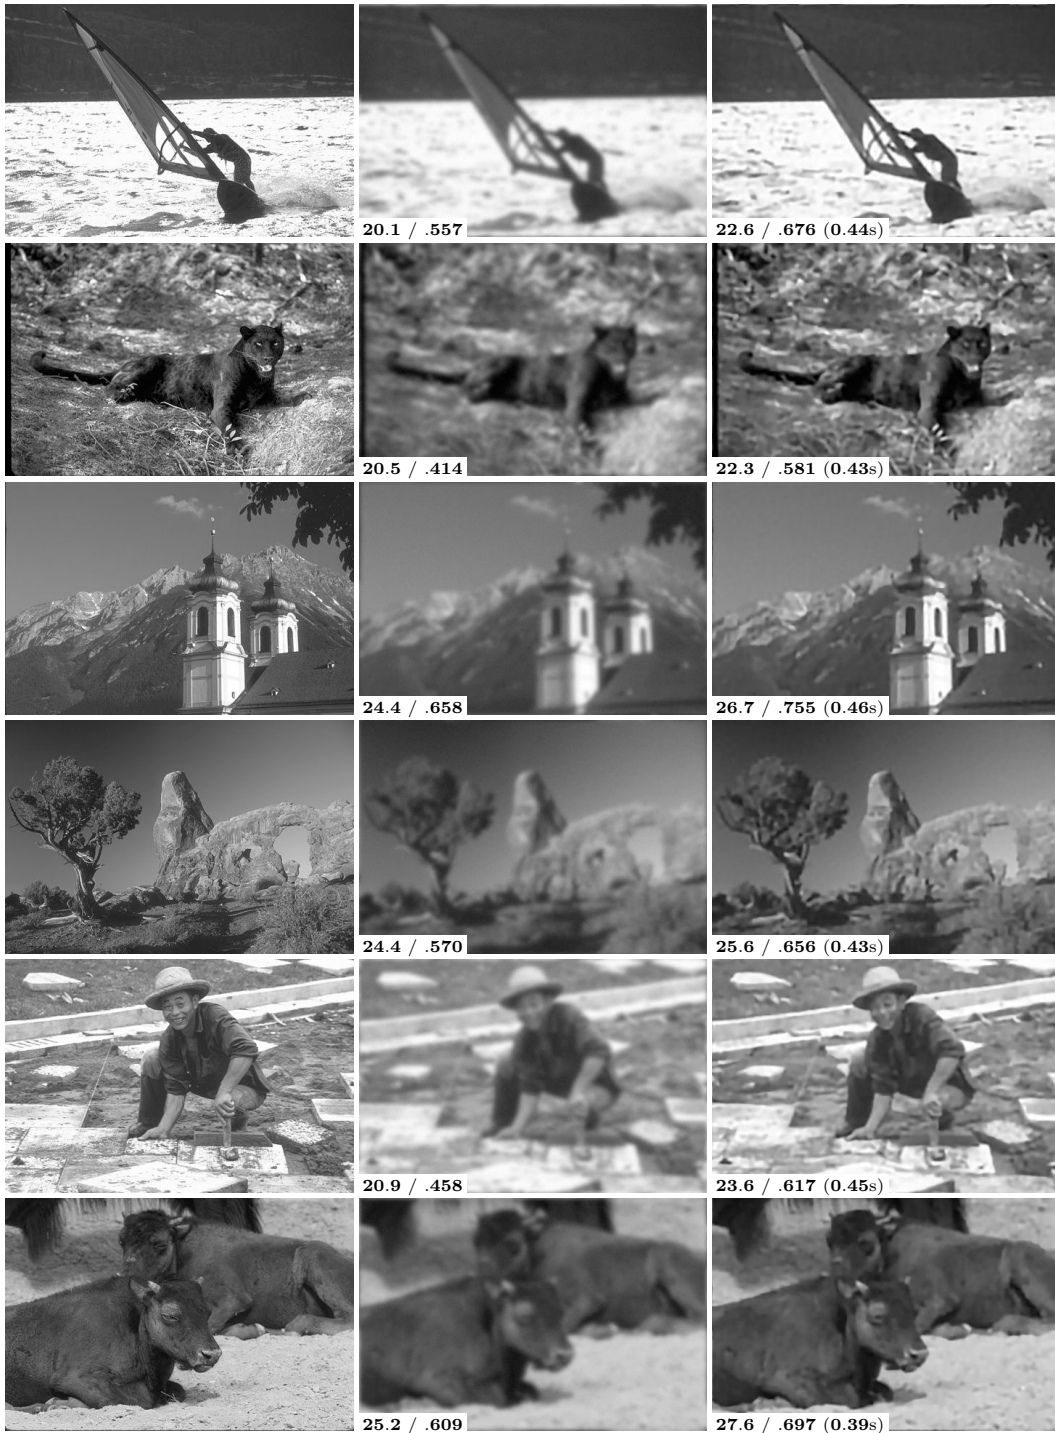 20.1 / .557
22.6 / .676 (0.44s)
20.5 / .414
22.3 / .581 (0.43s)
24.4 / .658
26.7 / .755 (0.46s)
24.4 / .570
25.6 / .656 (0.43s)
20.9 / .458
23.6 / .617 (0.45s)
25.2 / .609
27.6 / .697 (0.39s)